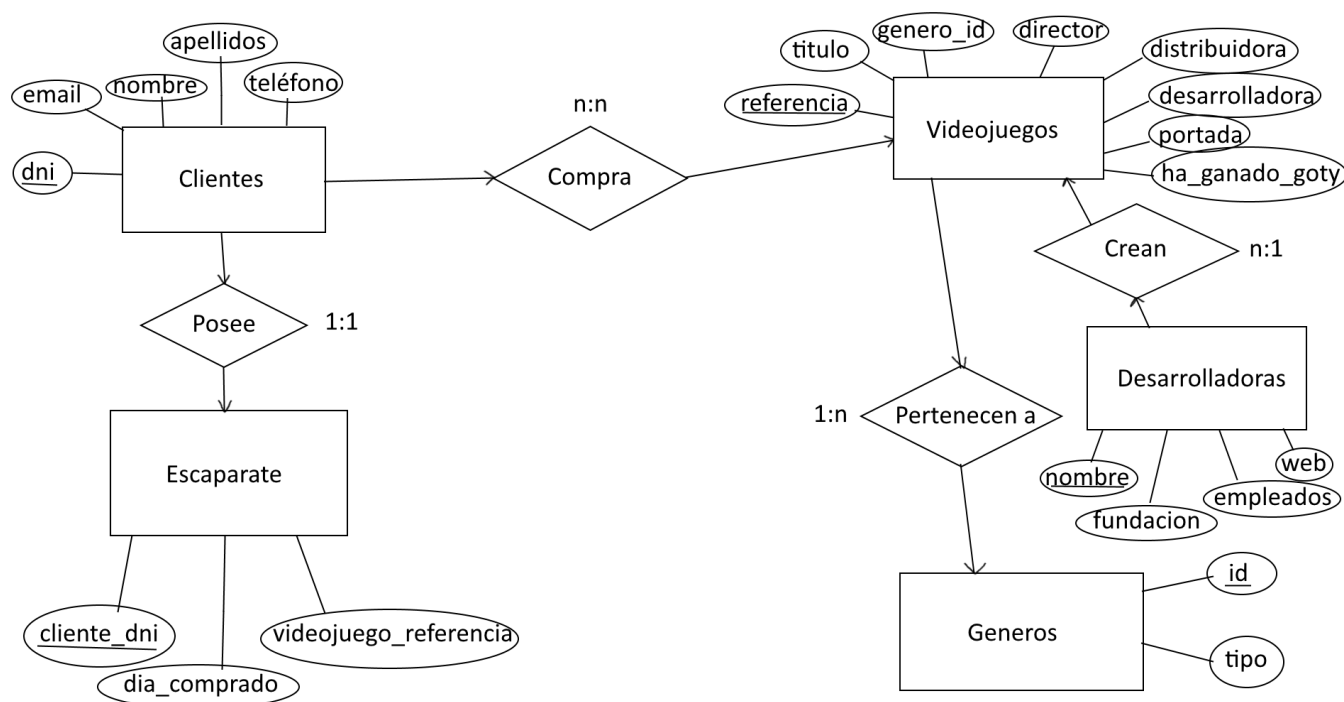 apellidos
nombre
teléfono
email
dni
Clientes
n:n
Compra
genero_id
director
titulo
distribuidora
referencia
desarrolladora
Videojuegos
portada
ha_ganado_goty
Crean
n:1
Posee
1:1
Desarrolladoras
1:n
Pertenecen a
nombre
web
empleados
fundacion
Escaparate
id
Generos
tipo
cliente_dni
videojuego_referencia
dia_comprado